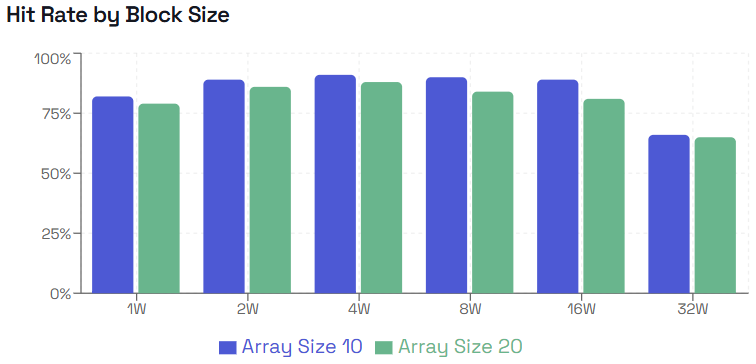 Hit Rate by Block Size
100%
75%
50%
25%
0%
1W 2W 4W 8W 16W 32W
Array Size 10 Array Size 20